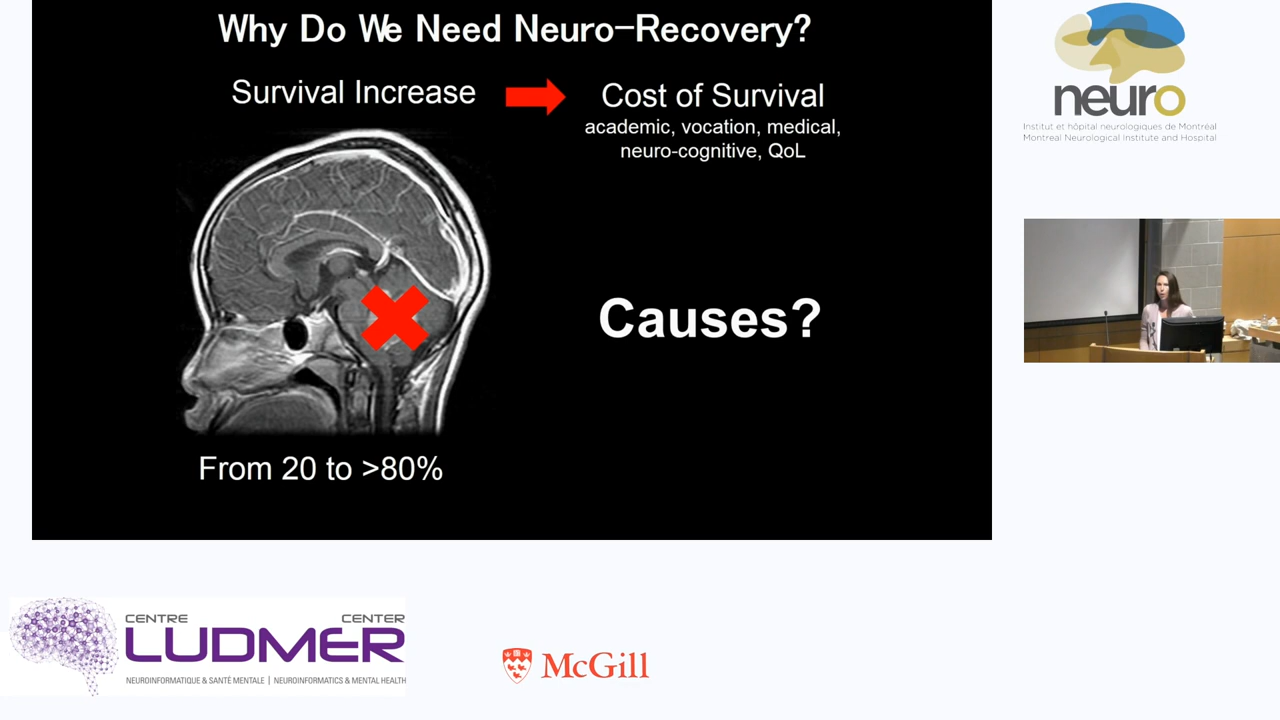 Why Do We Need Neuro-Recovery?
Survival Increase
Cost of Survival
academic, vocation, medical,
neuro-cognitive, QoL
Causes?
From 20 to >80%
neuro
Institut et hôpital neurologiques de Montréal
Montreal Neurological Institute and Hospital
CENTRE CENTER
LUDMER
NEUROINFORMATIQUE & SANTÉ MENTALE | NEUROINFORMATICS & MENTAL HEALTH
McGill